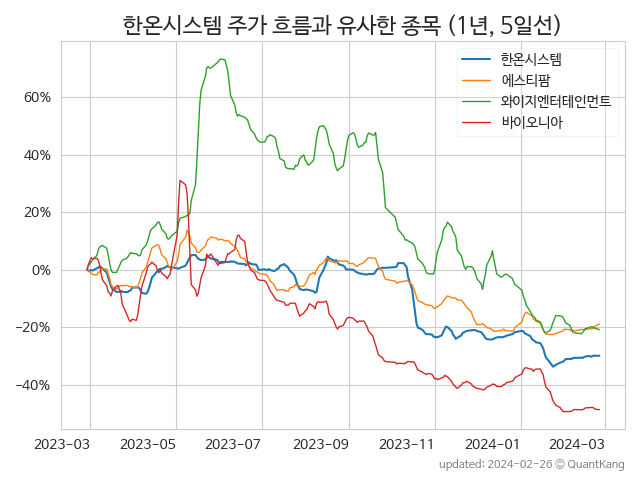 한온시스템 주가 흐름과 유사한 종목 (1년, 5일선)
한온시스템
에스티팜
와이지엔터테인먼트
바이오니아
60%
40%
20%
0%
−20%
−40%
2023-03 2023-05 2023-07 2023-09 2023-11 2024-01 2024-03
updated: 2024-02-26 © QuantKang